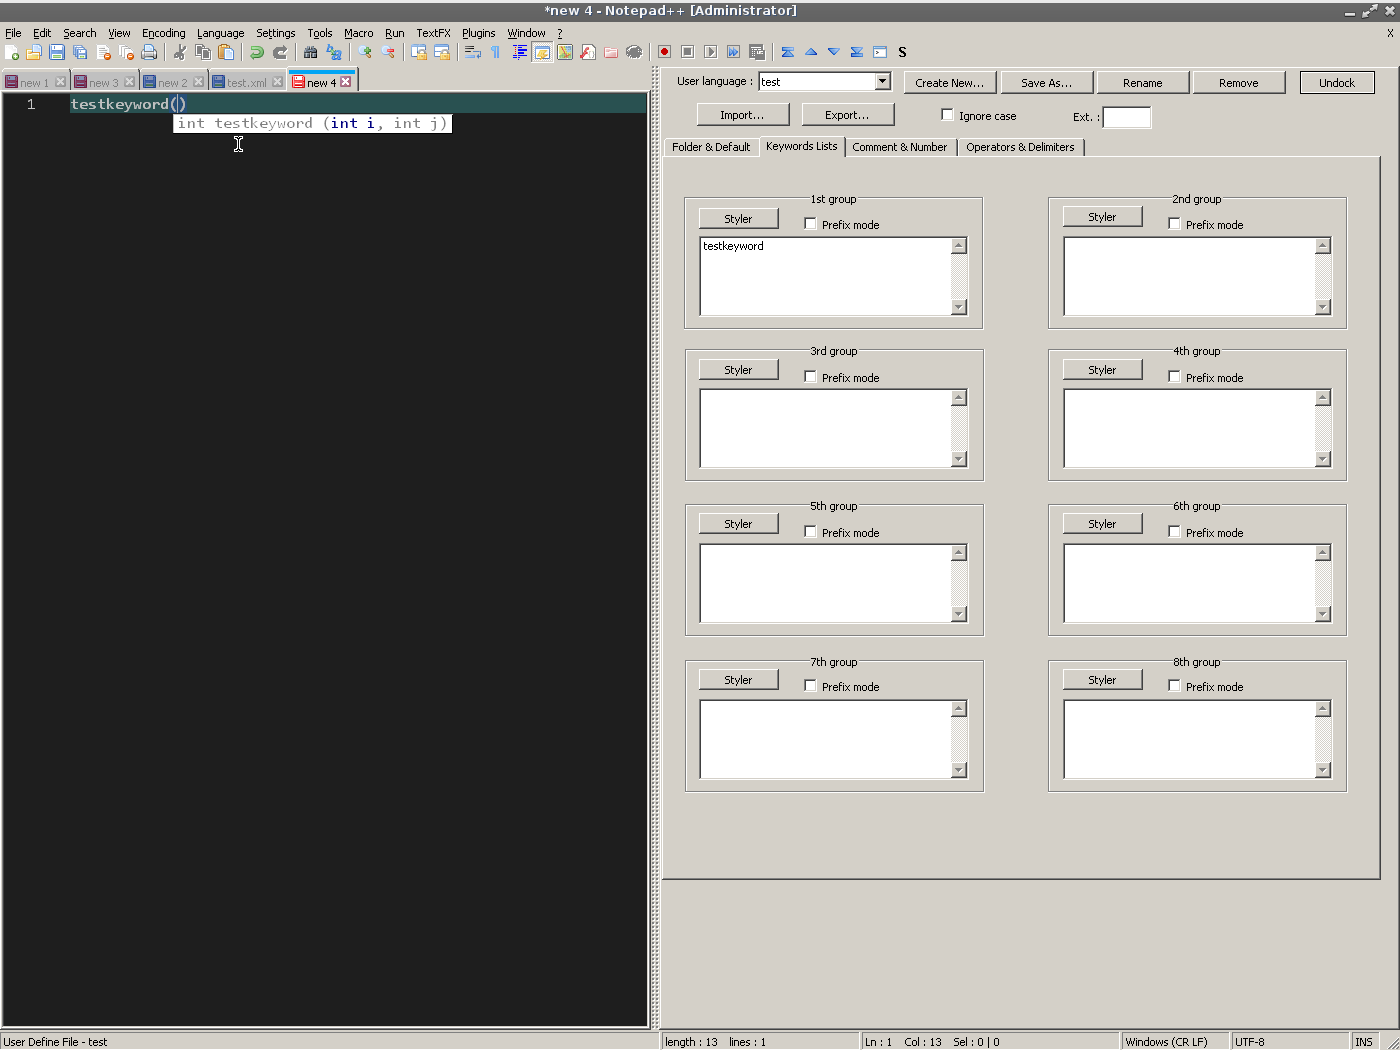 *new 4 - Notepad++ [Administrator]
File Edit Search View Encoding Language Settings Tools Macro Run TextFX Plugins Window ? X
new 1 new 3 new 2 test.xml new 4
1 testkeyword()
int testkeyword (int i, int j)
User language : test Create New... Save As... Rename Remove Undock
Import... Export... Ignore case Ext. :
Folder & Default Keywords Lists Comment & Number Operators & Delimiters
1st group
Styler Prefix mode
testkeyword
2nd group
Styler Prefix mode
3rd group
Styler Prefix mode
4th group
Styler Prefix mode
5th group
Styler Prefix mode
6th group
Styler Prefix mode
7th group
Styler Prefix mode
8th group
Styler Prefix mode
User Define File - test length : 13 lines : 1 Ln : 1 Col : 13 Sel : 0 | 0 Windows (CR LF) UTF-8 INS